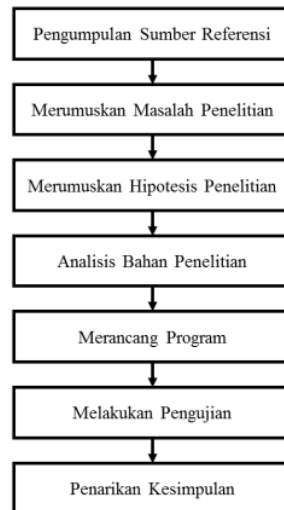 Pengumpulan Sumber Referensi
Merumuskan Masalah Penelitian
Merumuskan Hipotesis Penelitian
Analisis Bahan Penelitian
Merancang Program
Melakukan Pengujian
Penarikan Kesimpulan